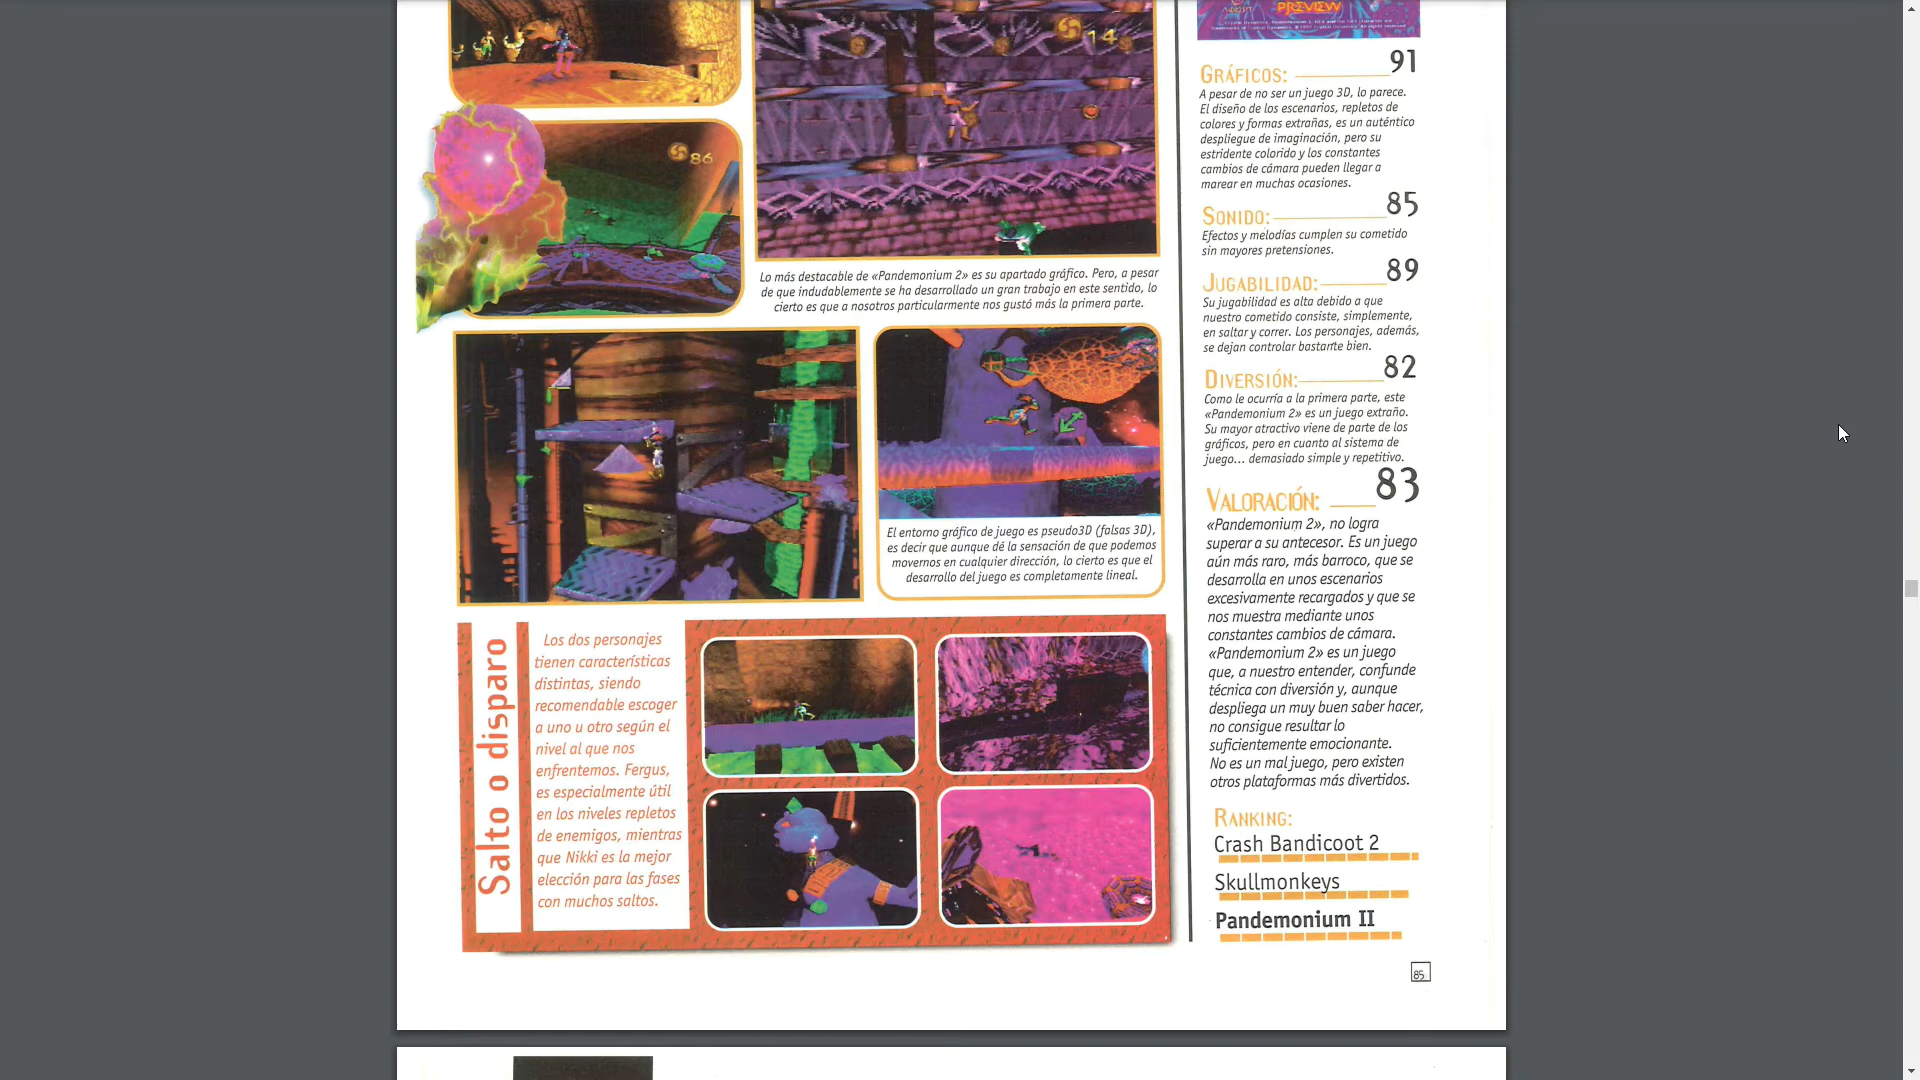 14
86
Lo más destacable de «Pandemonium 2» es su apartado gráfico. Pero, a pesar
de que indudablemente se ha desarrollado un gran trabajo en este sentido, lo
cierto es que a nosotros particularmente nos gustó más la primera parte.
El entorno gráfico de juego es pseudo3D (falsas 3D),
es decir que aunque dé la sensación de que podemos
movernos en cualquier dirección, lo cierto es que el
desarrollo del juego es completamente lineal.
Salto o disparo
Los dos personajes
tienen características
distintas, siendo
recomendable escoger
a uno u otro según el
nivel al que nos
enfrentemos. Fergus,
es especialmente útil
en los niveles repletos
de enemigos, mientras
que Nikki es la mejor
elección para las fases
con muchos saltos.
PREVIEW
GRÁFICOS: 91
A pesar de no ser un juego 3D, lo parece.
El diseño de los escenarios, repletos de
colores y formas extrañas, es un auténtico
despliegue de imaginación, pero su
estridente colorido y los constantes
cambios de cámara pueden llegar a
marear en muchas ocasiones.
SONIDO: 85
Efectos y melodías cumplen su cometido
sin mayores pretensiones.
JUGABILIDAD: 89
Su jugabilidad es alta debido a que
nuestro cometido consiste, simplemente,
en saltar y correr. Los personajes, además,
se dejan controlar bastante bien.
DIVERSIÓN: 82
Como le ocurría a la primera parte, este
«Pandemonium 2» es un juego extraño.
Su mayor atractivo viene de parte de los
gráficos, pero en cuanto al sistema de
juego... demasiado simple y repetitivo.
VALORACIÓN: 83
«Pandemonium 2», no logra
superar a su antecesor. Es un juego
aún más raro, más barroco, que se
desarrolla en unos escenarios
excesivamente recargados y que se
nos muestra mediante unos
constantes cambios de cámara.
«Pandemonium 2» es un juego
que, a nuestro entender, confunde
técnica con diversión y, aunque
despliega un muy buen saber hacer,
no consigue resultar lo
suficientemente emocionante.
No es un mal juego, pero existen
otros plataformas más divertidos.
RANKING:
Crash Bandicoot 2
Skullmonkeys
Pandemonium II
85